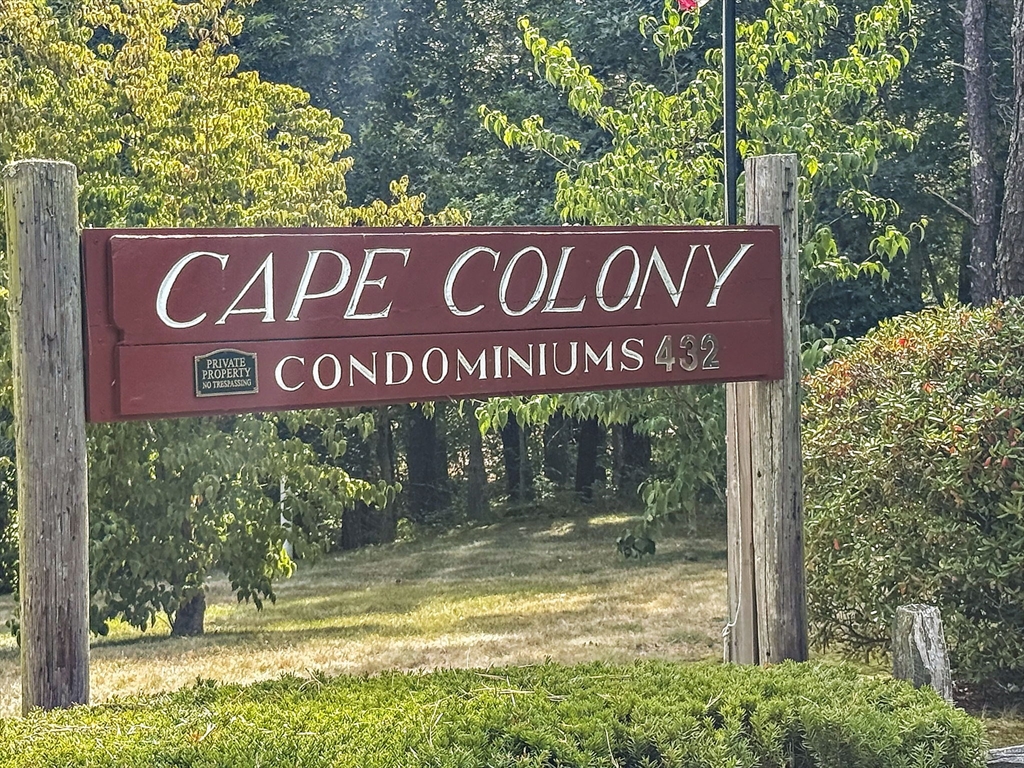 CAPE COLONY
PRIVATE
PROPERTY
NO TRESPASSING
CONDOMINIUMS 432